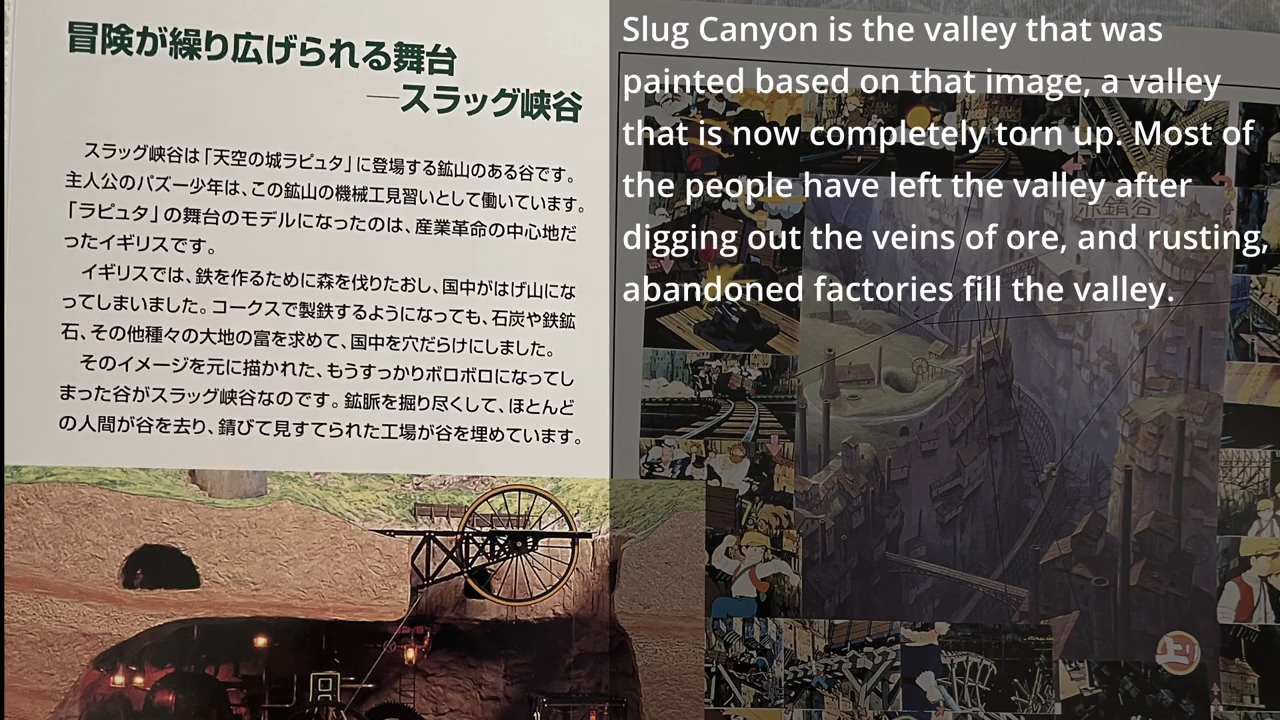 冒険が繰り広げられる舞台
―スラッグ峡谷
スラッグ峡谷は「天空の城ラピュタ」に登場する鉱山のある谷です。
主人公のパズー少年は、この鉱山の機械工見習いとして働いています。
「ラピュタ」の舞台のモデルになったのは、産業革命の中心地だ
ったイギリスです。
イギリスでは、鉄を作るために森を伐りたおし、国中がはげ山にな
ってしまいました。コークスで製鉄するようになっても、石炭や鉄鉱
石、その他種々の大地の富を求めて、国中を穴だらけにしました。
そのイメージを元に描かれた、もうすっかりボロボロになってし
まった谷がスラッグ峡谷なのです。鉱脈を掘り尽くして、ほとんど
の人間が谷を去り、錆びて見すてられた工場が谷を埋めています。
Slug Canyon is the valley that was
painted based on that image, a valley
that is now completely torn up. Most of
the people have left the valley after
digging out the veins of ore, and rusting,
abandoned factories fill the valley.
上